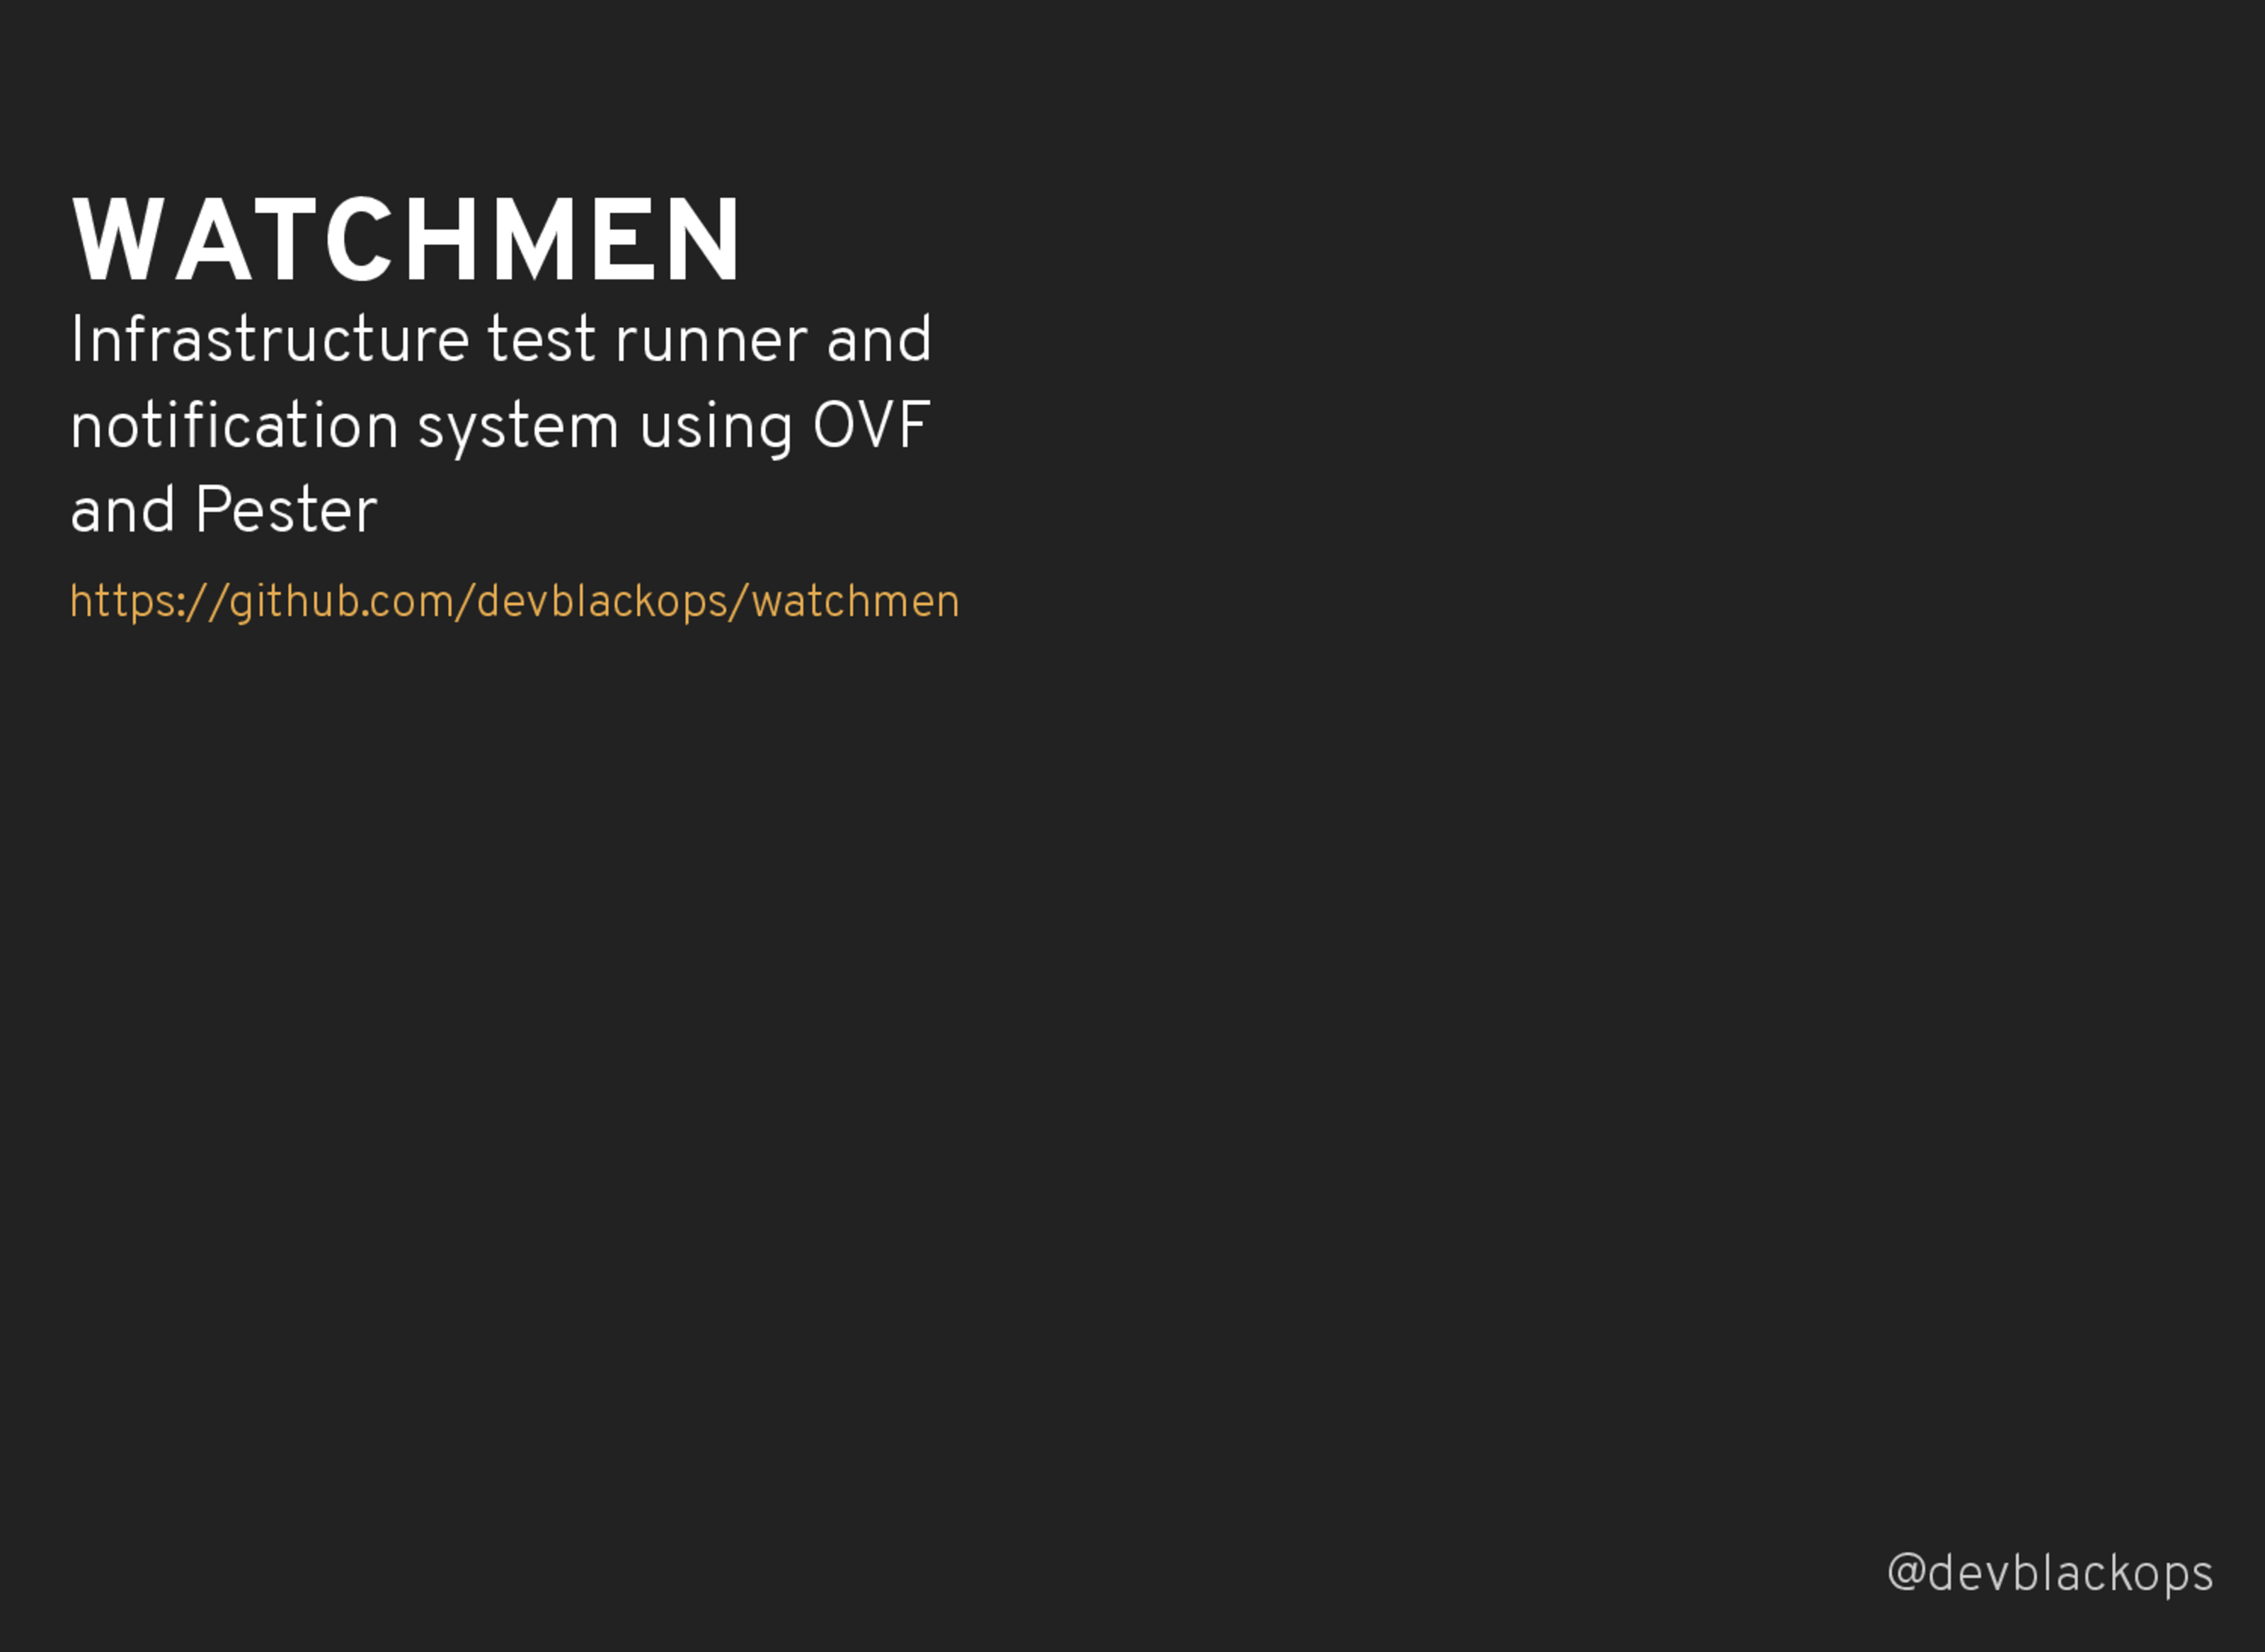 WATCHMEN
Infrastructure test runner and
notification system using OVF
and Pester
https://github.com/devblackops/watchmen
@devblackops